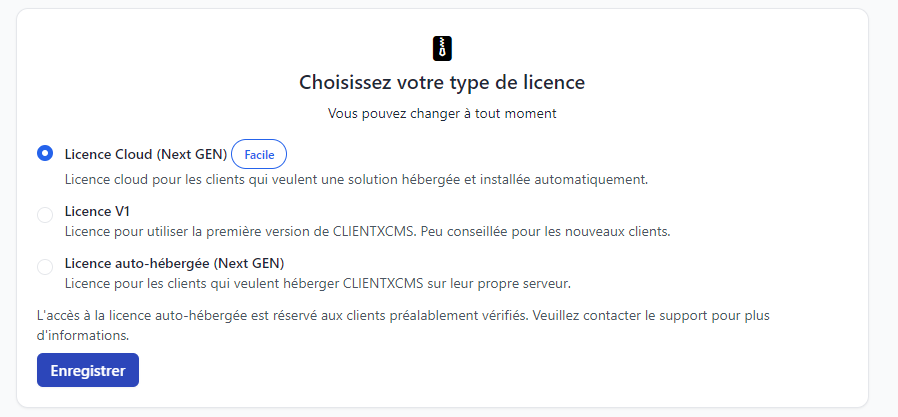 Choisissez votre type de licence
Vous pouvez changer à tout moment
Licence Cloud (Next GEN) Facile
Licence cloud pour les clients qui veulent une solution hébergée et installée automatiquement.
Licence V1
Licence pour utiliser la première version de CLIENTXCMS. Peu conseillée pour les nouveaux clients.
Licence auto-hébergée (Next GEN)
Licence pour les clients qui veulent héberger CLIENTXCMS sur leur propre serveur.
L'accès à la licence auto-hébergée est réservé aux clients préalablement vérifiés. Veuillez contacter le support pour plus
d'informations.
Enregistrer